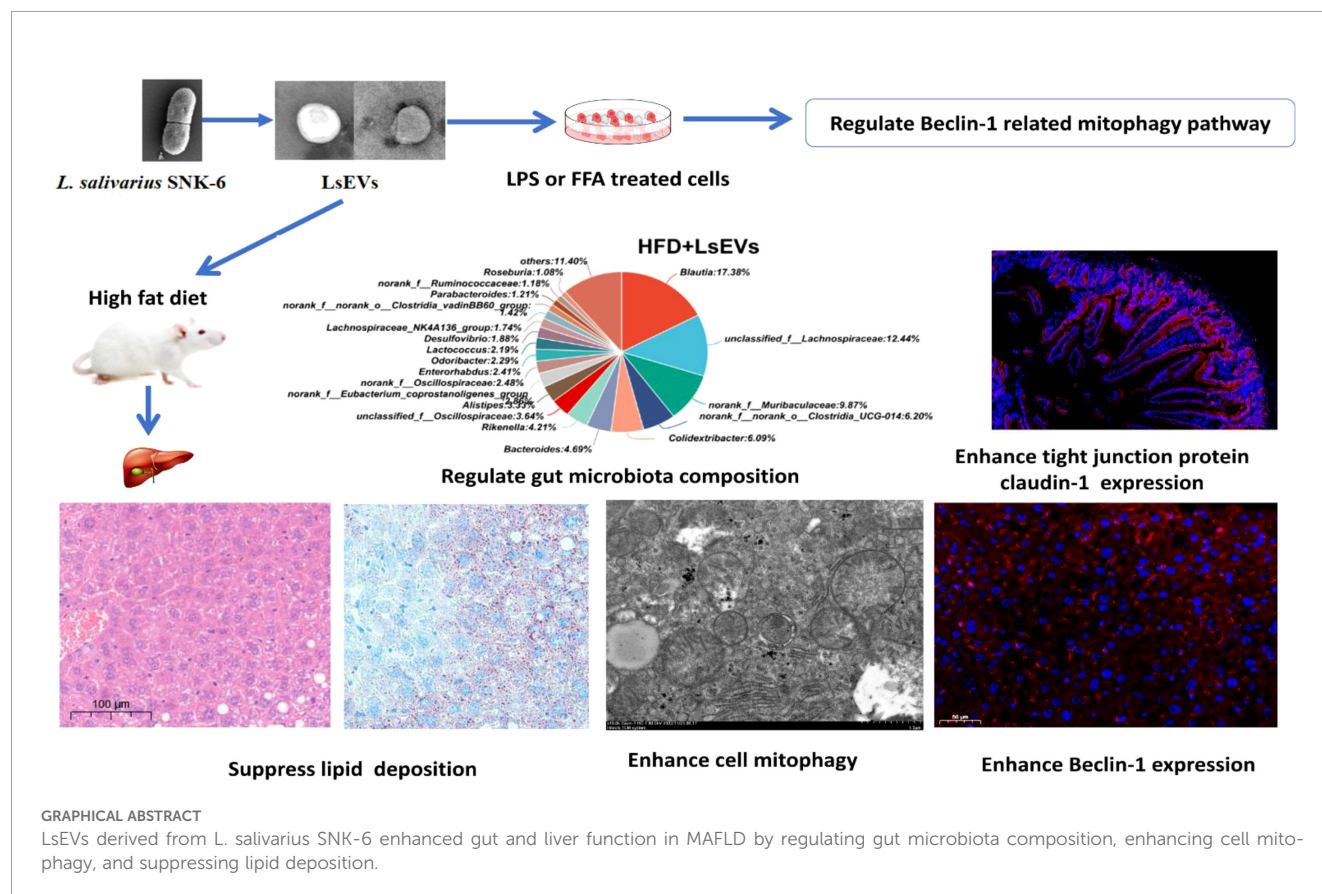 L. salivarius SNK-6
LsEVs
LPS or FFA treated cells
Regulate Beclin-1 related mitophagy pathway
High fat diet
HFD+LsEVs
others:11.40%
Roseburia:1.08%
norank_f__Ruminococcaceae:1.18%
Parabacteroides:1.21%
norank_f__norank_o__Clostridia_vadinBB60_group:
1.42%
Lachnospiraceae_NK4A136_group:1.74%
Desulfovibrio:1.88%
Lactococcus:2.19%
Odoribacter:2.29%
Enterorhabdus:2.41%
norank_f__Oscillospiraceae:2.48%
norank_f__Eubacterium_coprostanoligenes_group
Alistipes:3.33%
unclassified_f__Oscillospiraceae:3.64%
Rikenella:4.21%
Bacteroides:4.69%
Blautia:17.38%
unclassified_f__Lachnospiraceae:12.44%
norank_f__Muribaculaceae:9.87%
norank_f__norank_o__Clostridia_UCG-014:6.20%
Colidextribacter:6.09%
Regulate gut microbiota composition
Enhance tight junction protein
claudin-1 expression
100 µm
Suppress lipid deposition
Enhance cell mitophagy
Enhance Beclin-1 expression
GRAPHICAL ABSTRACT
LsEVs derived from L. salivarius SNK-6 enhanced gut and liver function in MAFLD by regulating gut microbiota composition, enhancing cell mito-
phagy, and suppressing lipid deposition.